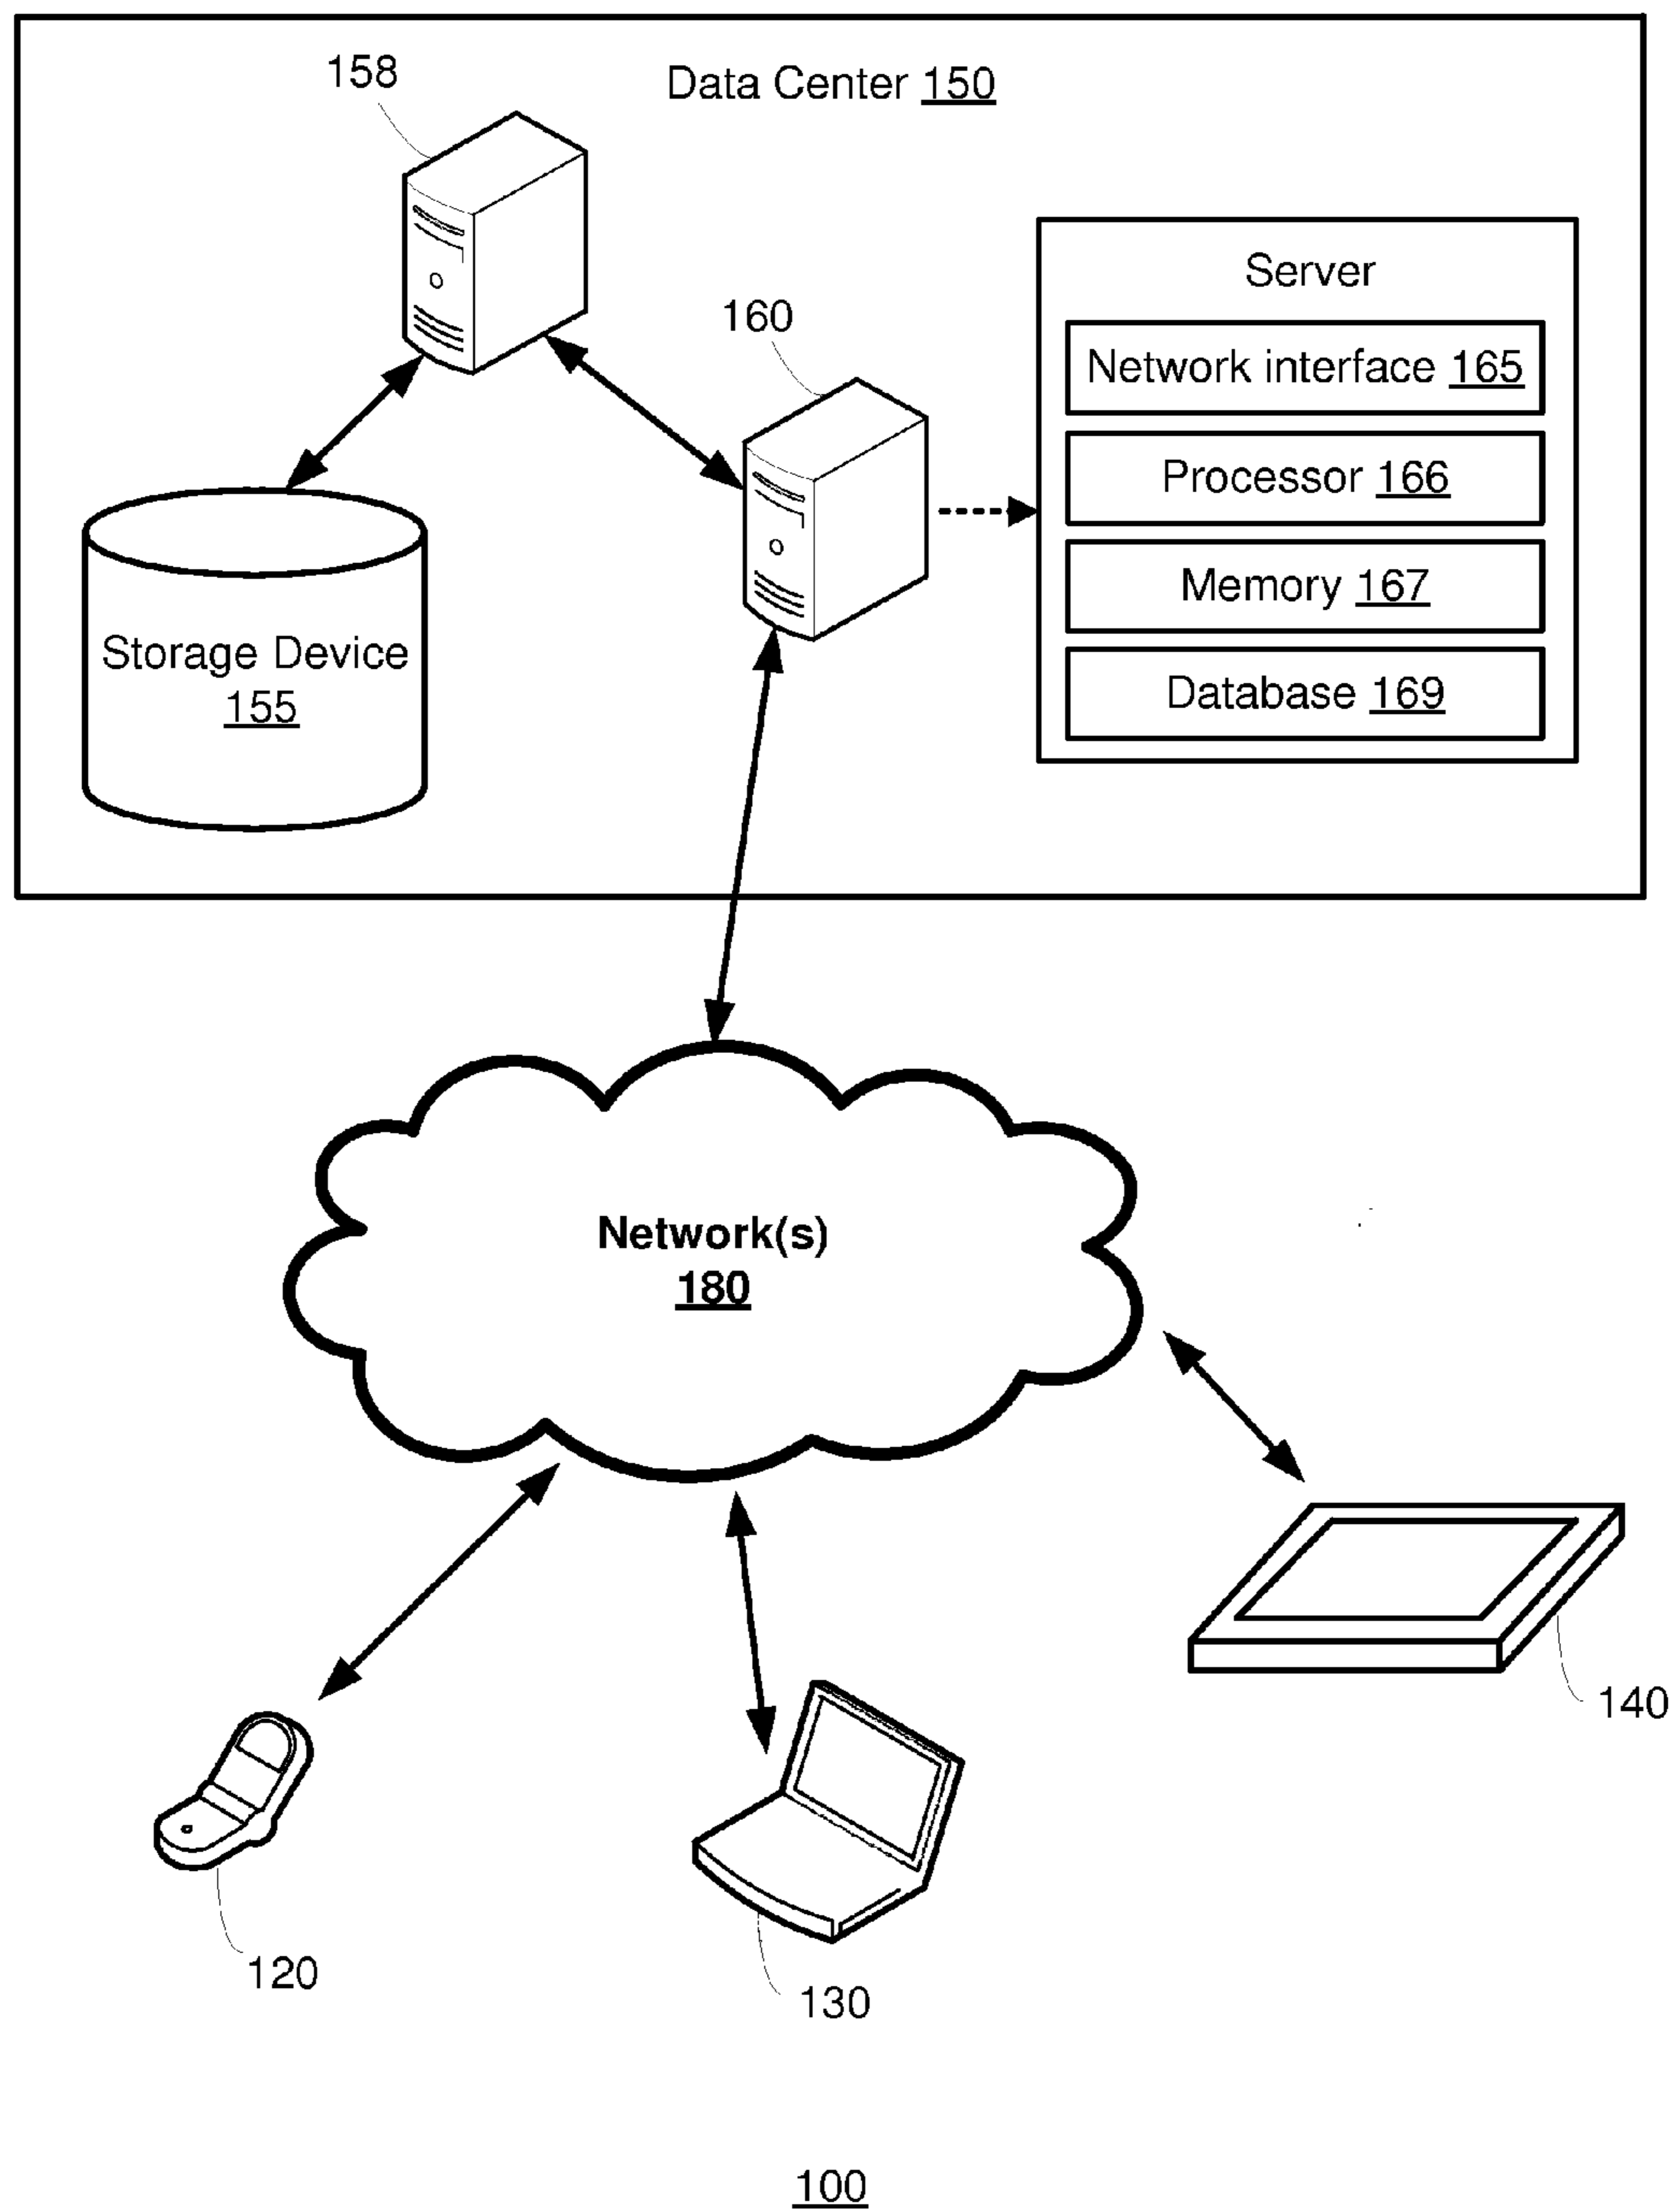 158
Data Center 150
160
Server
Network interface 165
Processor 166
Memory 167
Database 169
Storage Device
155
Network(s)
180
140
120
130
100